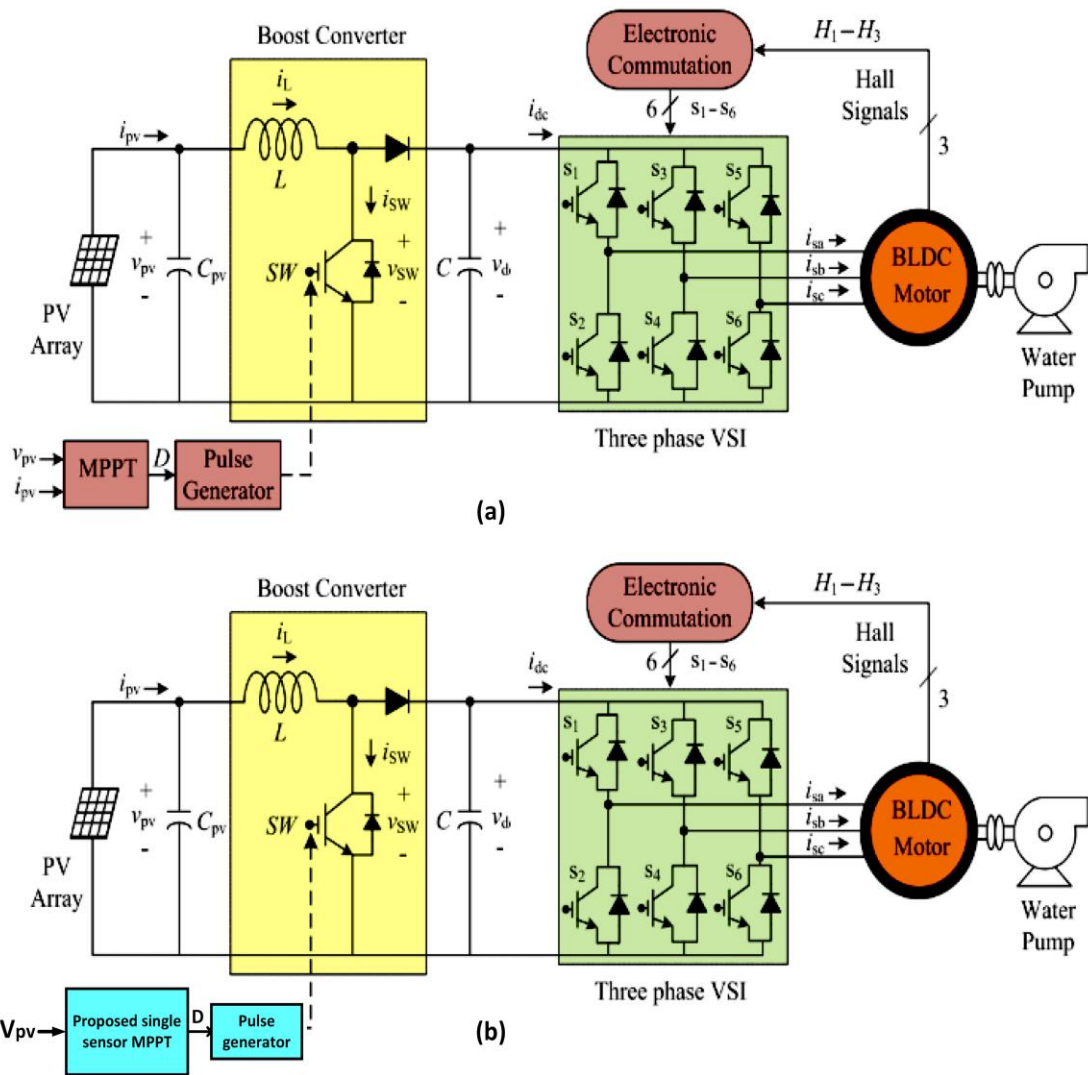 Boost Converter
Electronic
Commutation
H1–H3
Hall
Signals
3
6
s1–s6
iL
L
ipv
idc
iSW
s1
s3
s5
isa
isb
isc
BLDC
Motor
PV
Array
+
vpv
-
Cpv
SW
+
vSW
-
C
+
vd
-
s2
s4
s6
Water
Pump
Three phase VSI
vpv
ipv
MPPT
D
Pulse
Generator
(a)
Boost Converter
Electronic
Commutation
H1–H3
Hall
Signals
3
6
s1–s6
iL
L
ipv
idc
iSW
s1
s3
s5
isa
isb
isc
BLDC
Motor
PV
Array
+
vpv
-
Cpv
SW
+
vSW
-
C
+
vd
-
s2
s4
s6
Water
Pump
Three phase VSI
Vpv
Proposed single
sensor MPPT
D
Pulse
generator
(b)